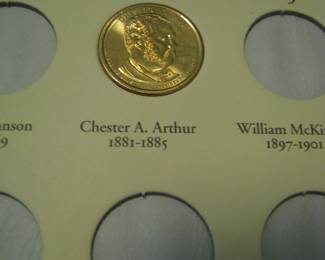 nson
9
Chester A. Arthur
1881-1885
William McKi
1897-1901